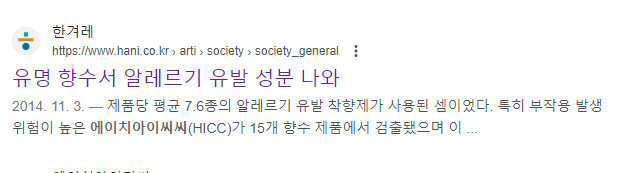 한겨레
https://www.hani.co.kr › arti › society › society_general
유명 향수서 알레르기 유발 성분 나와
2014. 11. 3. — 제품당 평균 7.6종의 알레르기 유발 착향제가 사용된 셈이었다. 특히 부작용 발생
위험이 높은 에이치아이씨씨(HICC)가 15개 향수 제품에서 검출됐으며 이 ...